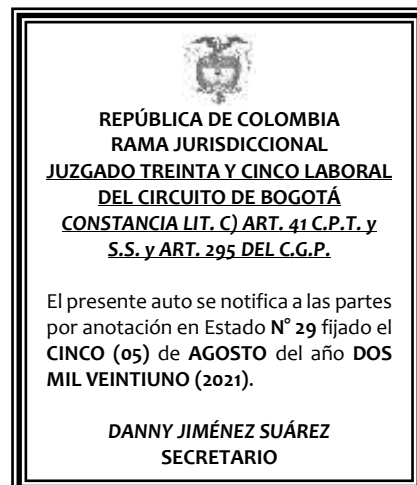 REPÚBLICA DE COLOMBIA
RAMA JURISDICCIONAL
JUZGADO TREINTA Y CINCO LABORAL
DEL CIRCUITO DE BOGOTÁ
CONSTANCIA LIT. C) ART. 41 C.P.T. y
S.S. y ART. 295 DEL C.G.P.
El presente auto se notifica a las partes
por anotación en Estado N° 29 fijado el
CINCO (05) de AGOSTO del año DOS
MIL VEINTIUNO (2021).
DANNY JIMÉNEZ SUÁREZ
SECRETARIO